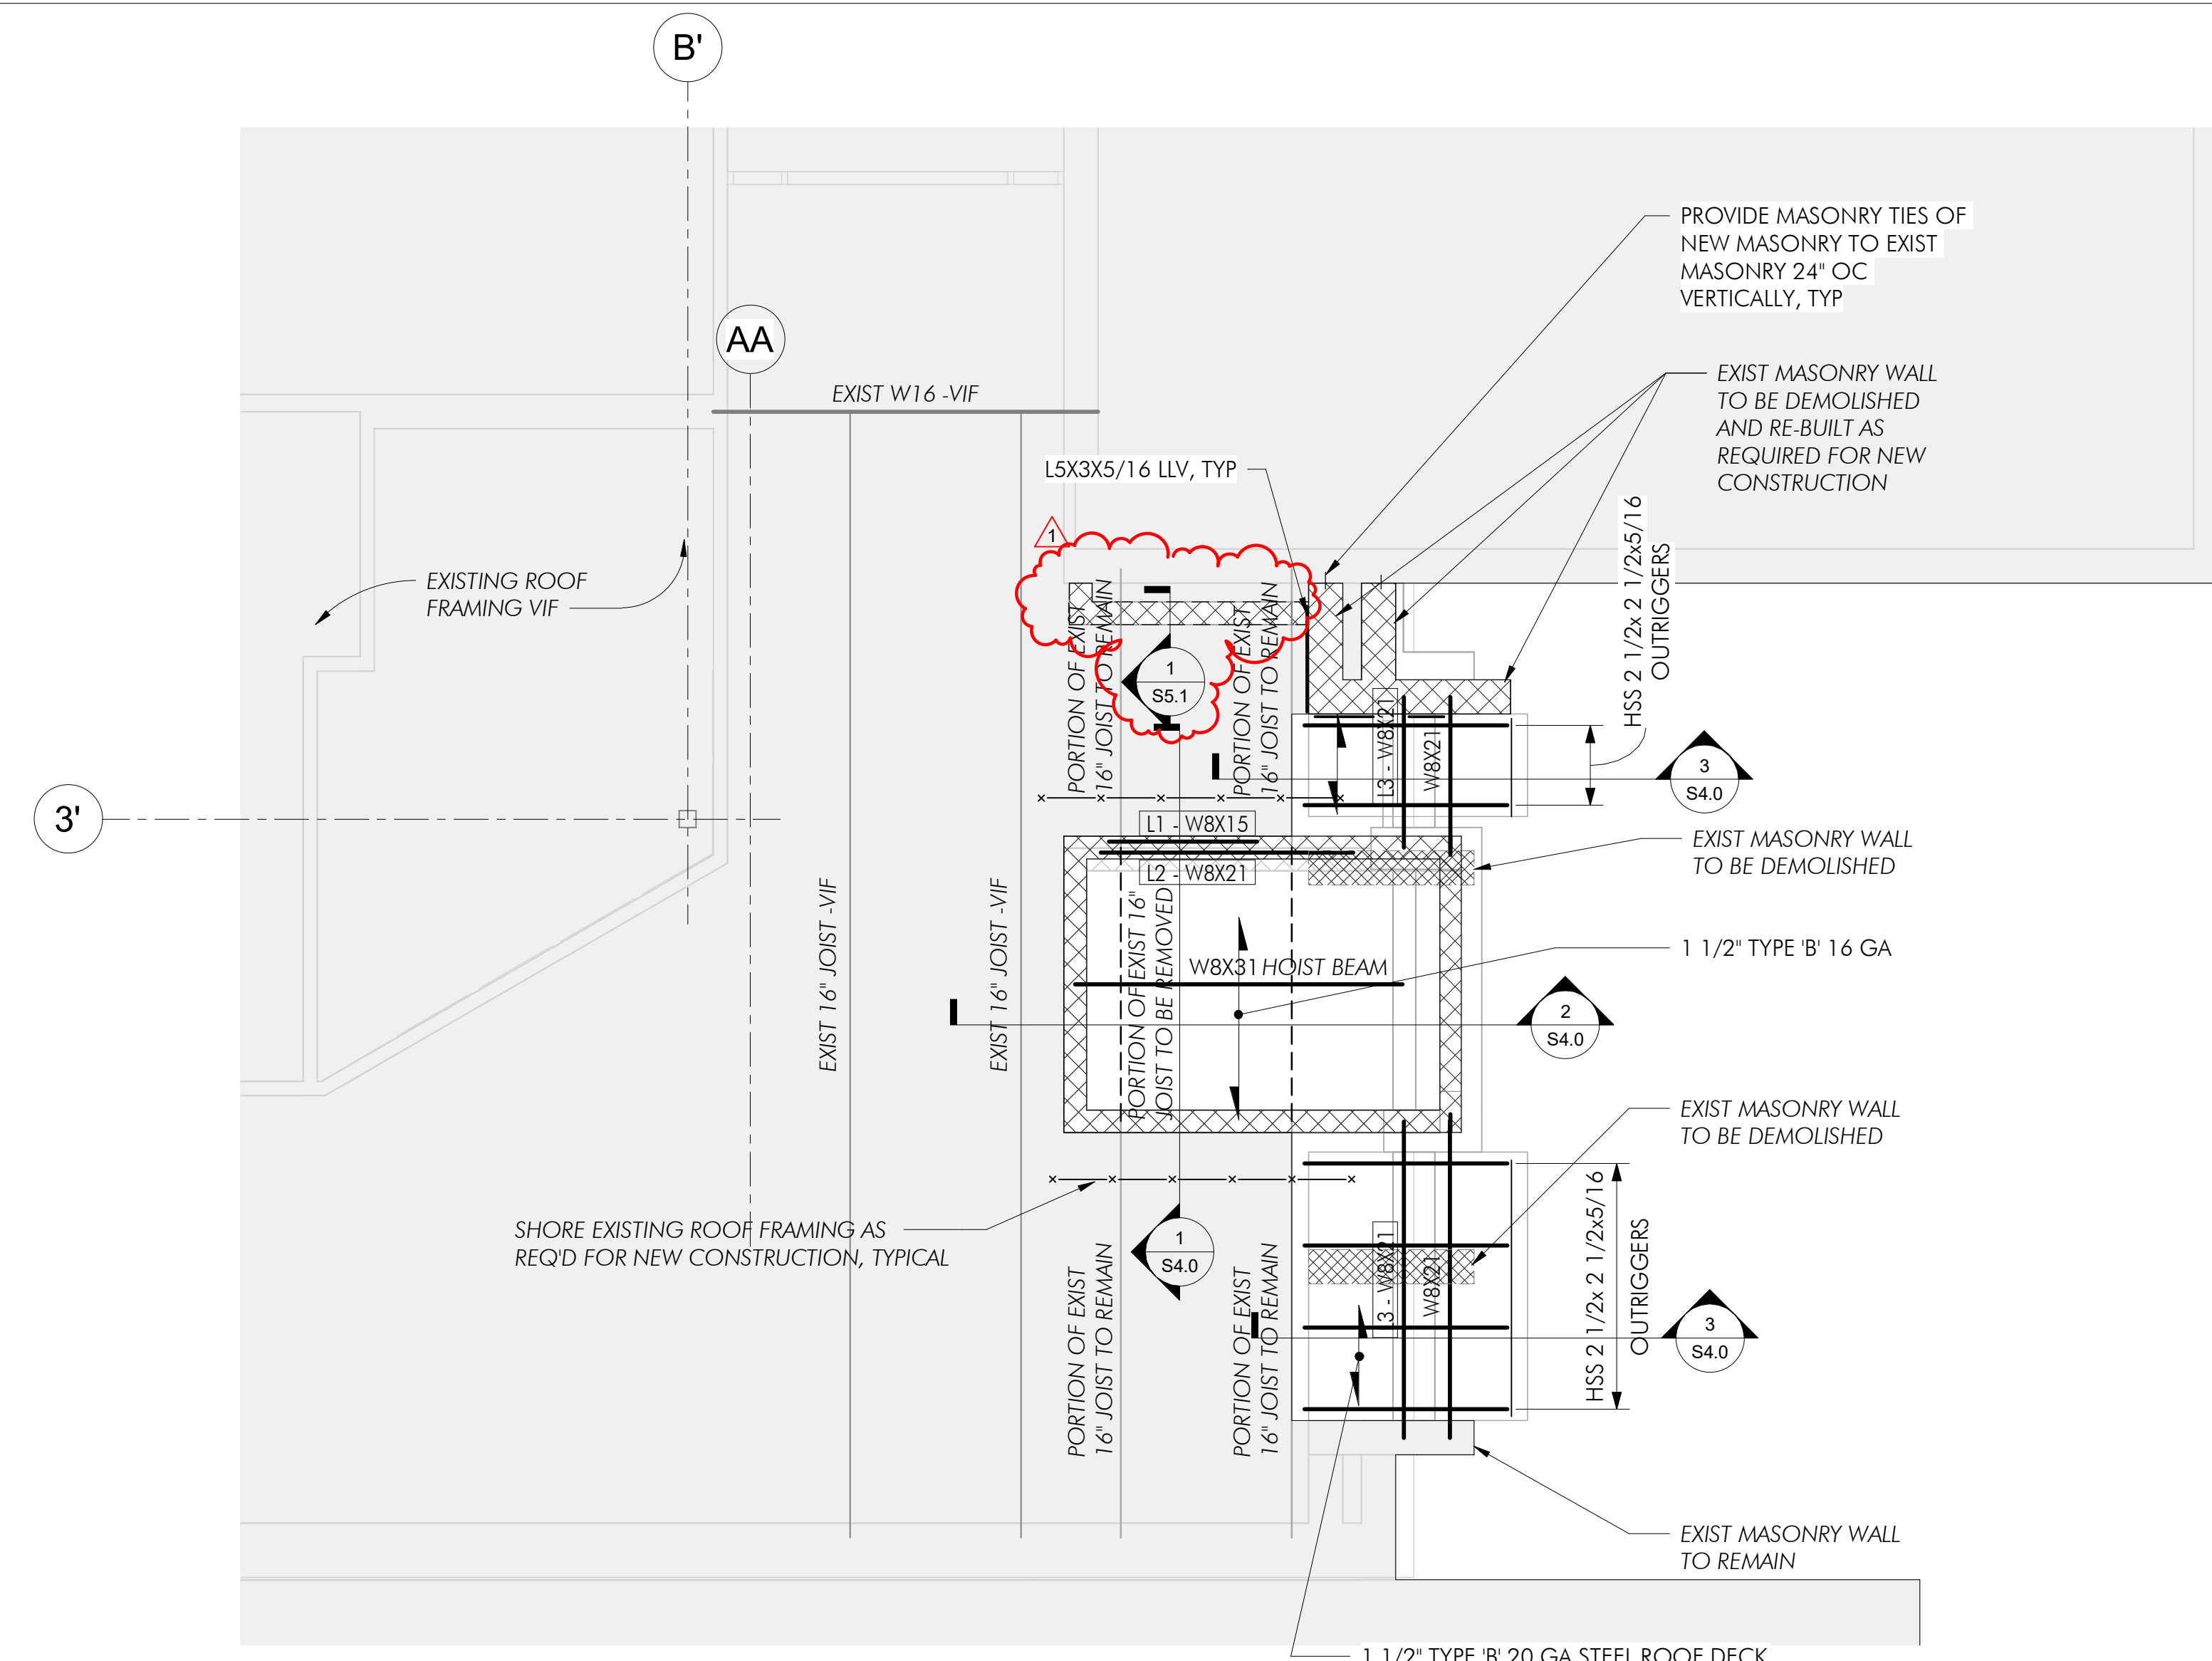 B'
PROVIDE MASONRY TIES OF
NEW MASONRY TO EXIST
MASONRY 24" OC
VERTICALLY, TYP
AA
EXIST W16 -VIF
EXIST MASONRY WALL
TO BE DEMOLISHED
AND RE-BUILT AS
REQUIRED FOR NEW
CONSTRUCTION
L5X3X5/16 LLV, TYP
HSS 2 1/2x 2 1/2x5/16
OUTRIGGERS
1
EXISTING ROOF
FRAMING VIF
PORTION OF EXIST
16" JOIST TO REMAIN
PORTION OF EXIST
16" JOIST TO REMAIN
1
S5.1
L3 - W8X21
W8X21
3
S4.0
3'
L1 - W8X15
L2 - W8X21
EXIST MASONRY WALL
TO BE DEMOLISHED
EXIST 16" JOIST -VIF
EXIST 16" JOIST -VIF
PORTION OF EXIST 16"
JOIST TO BE REMOVED
1 1/2" TYPE 'B' 16 GA
W8X31 HOIST BEAM
2
S4.0
EXIST MASONRY WALL
TO BE DEMOLISHED
SHORE EXISTING ROOF FRAMING AS
REQ'D FOR NEW CONSTRUCTION, TYPICAL
1
S4.0
PORTION OF EXIST
16" JOIST TO REMAIN
PORTION OF EXIST
16" JOIST TO REMAIN
L3 - W8X21
W8X21
HSS 2 1/2x 2 1/2x5/16
OUTRIGGERS
3
S4.0
EXIST MASONRY WALL
TO REMAIN
1 1/2" TYPE 'B' 20 GA STEEL ROOF DECK